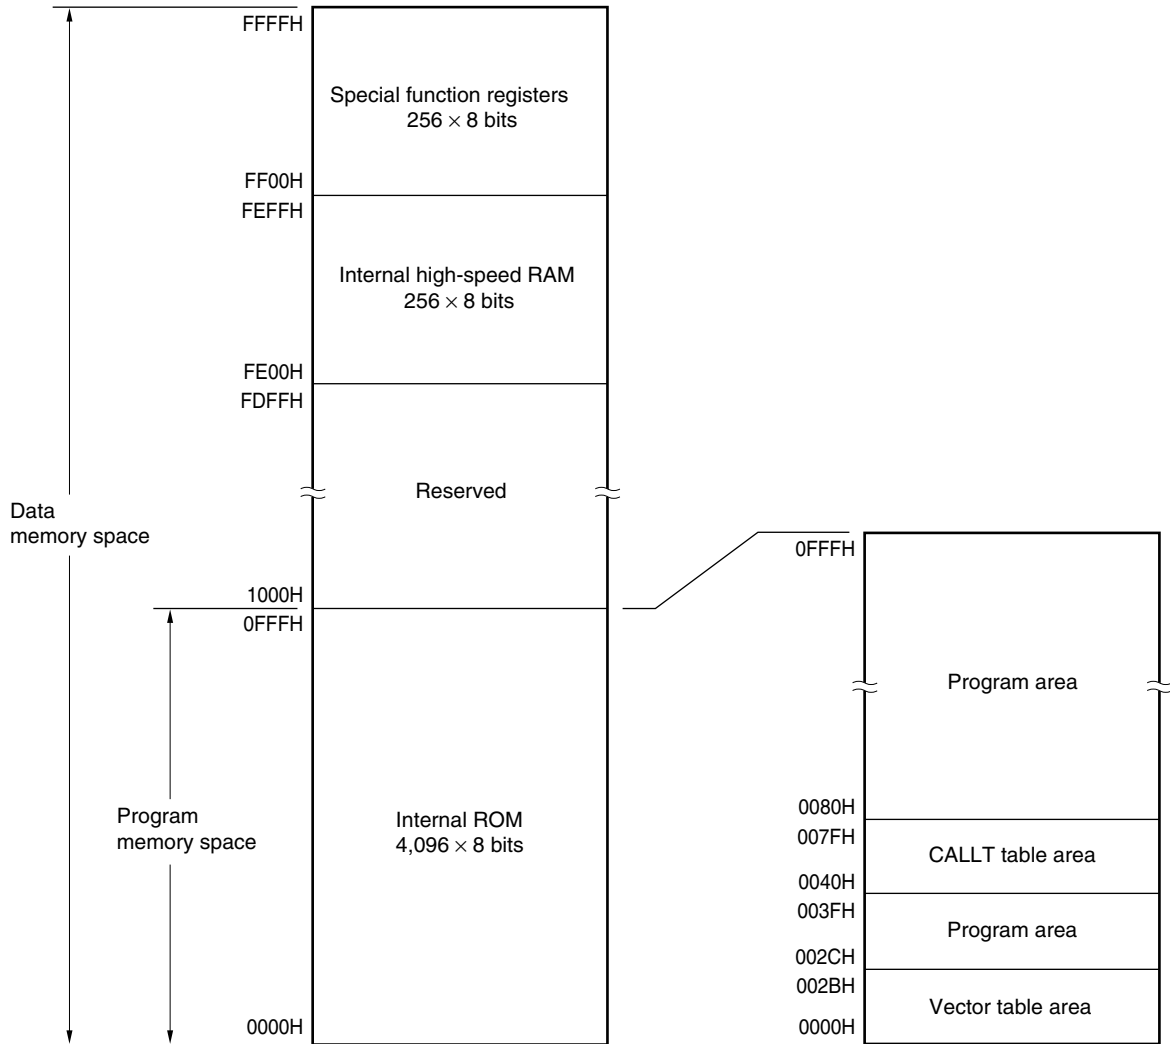 FFFFH
Special function registers
256 × 8 bits
FF00H
FEFFH
Internal high-speed RAM
256 × 8 bits
FE00H
FDFFH
Reserved
Data
memory space
1000H
0FFFH
Program
memory space
Internal ROM
4,096 × 8 bits
0000H
0FFFH
Program area
0080H
007FH
CALLT table area
0040H
003FH
Program area
002CH
002BH
Vector table area
0000H